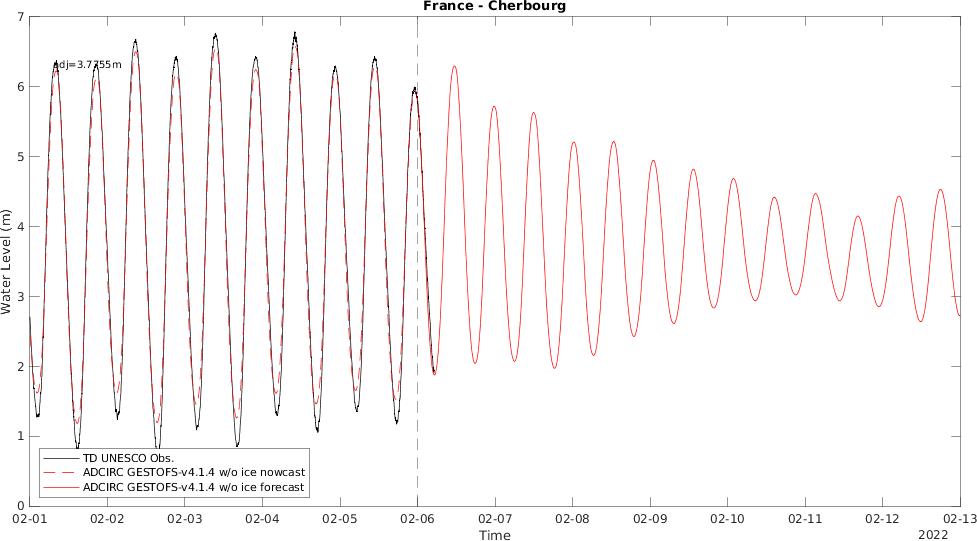 France - Cherbourg
7
6
5
4
3
2
1
0
Water Level (m)
TD UNESCO Obs.
ADCIRC GESTOFS-v4.1.4 w/o ice nowcast
ADCIRC GESTOFS-v4.1.4 w/o ice forecast
02-01 02-02 02-03 02-04 02-05 02-06 02-07 02-08 02-09 02-10 02-11 02-12 02-13
Time
2022